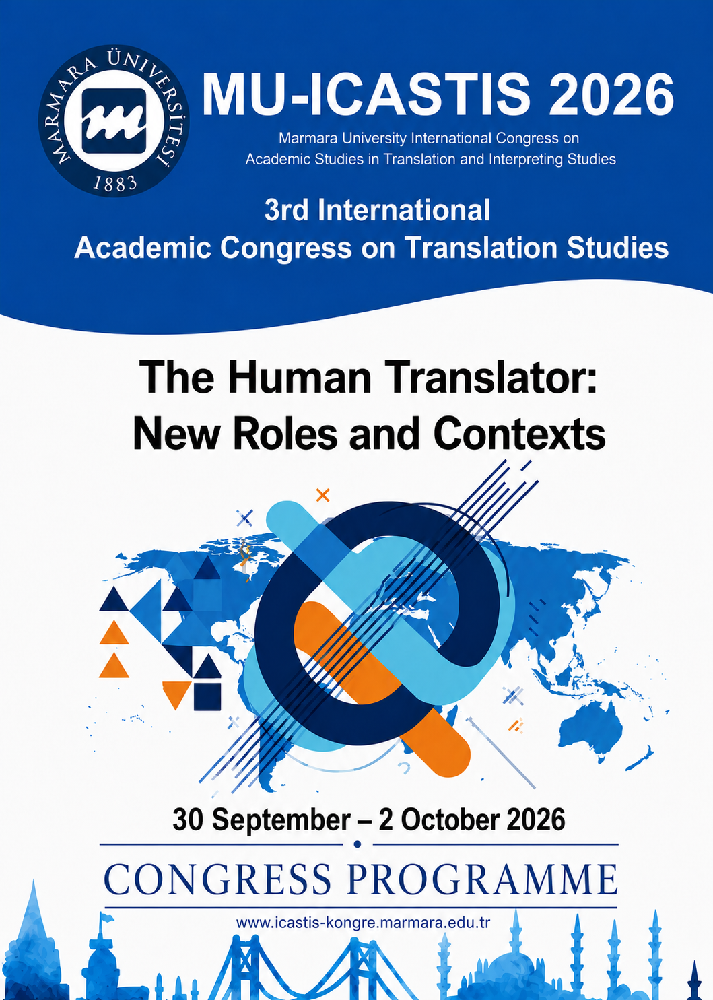 MARMARA ÜNİVERSİTESİ
1883
MU-ICASTIS 2026
Marmara University International Congress on
Academic Studies in Translation and Interpreting Studies
3rd International
Academic Congress on Translation Studies
The Human Translator:
New Roles and Contexts
30 September – 2 October 2026
CONGRESS PROGRAMME
www.icastis-kongre.marmara.edu.tr